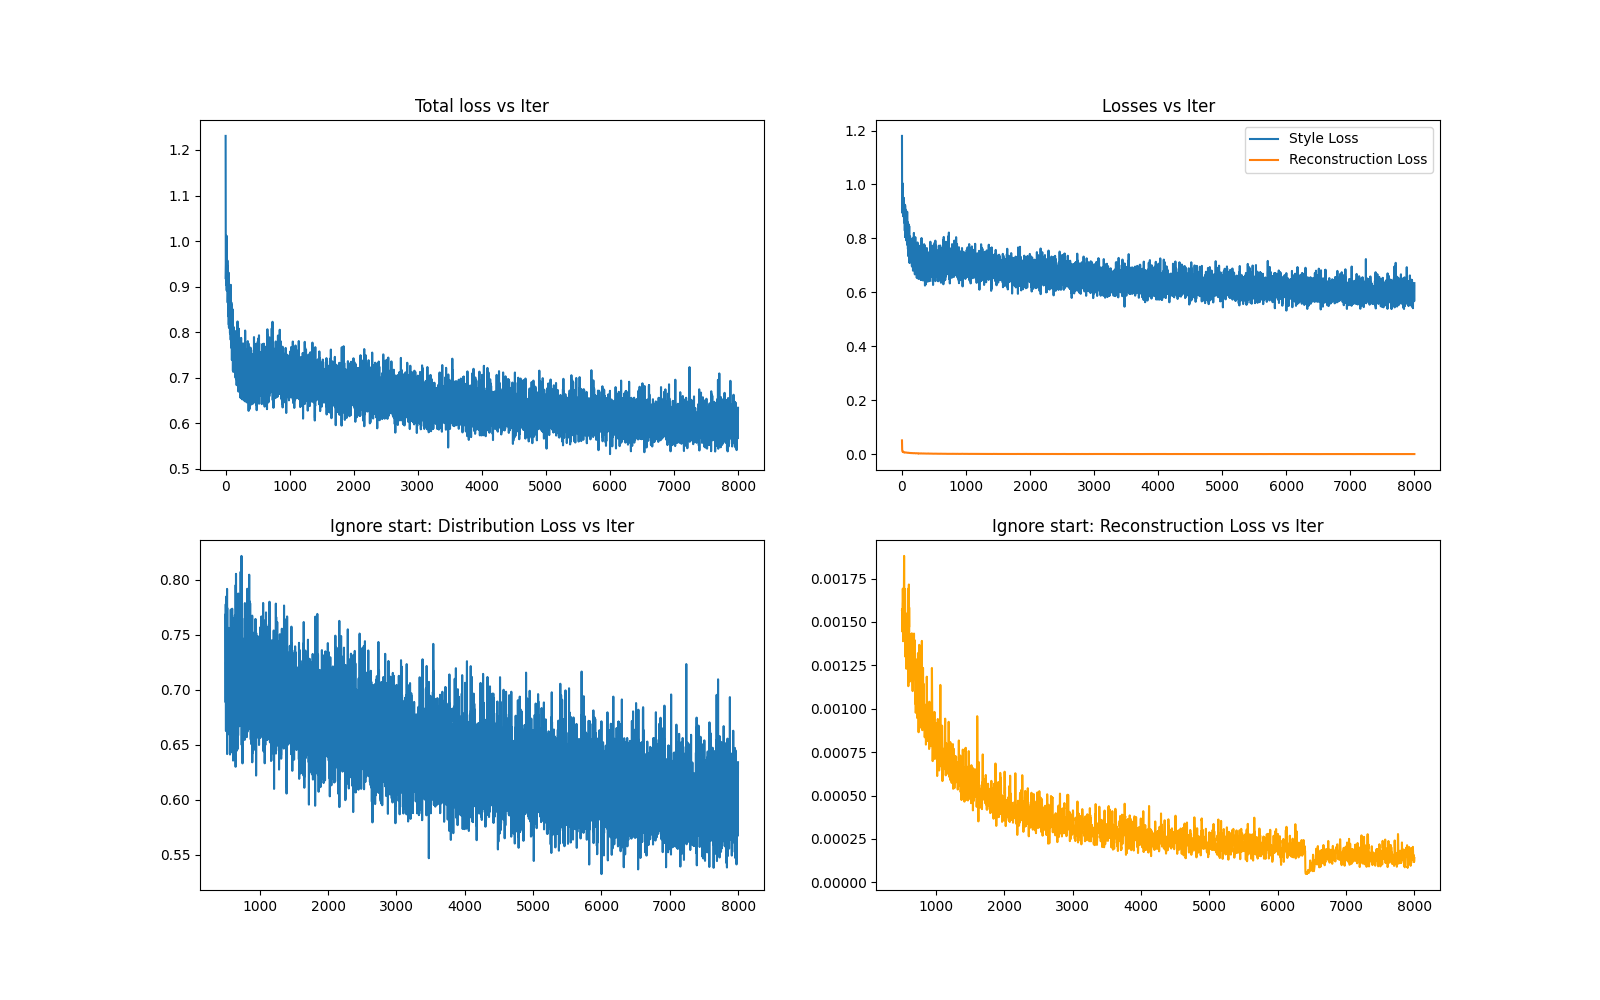 Total loss vs Iter
1.2
1.1
1.0
0.9
0.8
0.7
0.6
0.5
0 1000 2000 3000 4000 5000 6000 7000 8000
Losses vs Iter
Style Loss
Reconstruction Loss
1.2
1.0
0.8
0.6
0.4
0.2
0.0
0 1000 2000 3000 4000 5000 6000 7000 8000
Ignore start: Distribution Loss vs Iter
0.80
0.75
0.70
0.65
0.60
0.55
1000 2000 3000 4000 5000 6000 7000 8000
Ignore start: Reconstruction Loss vs Iter
0.00175
0.00150
0.00125
0.00100
0.00075
0.00050
0.00025
0.00000
1000 2000 3000 4000 5000 6000 7000 8000